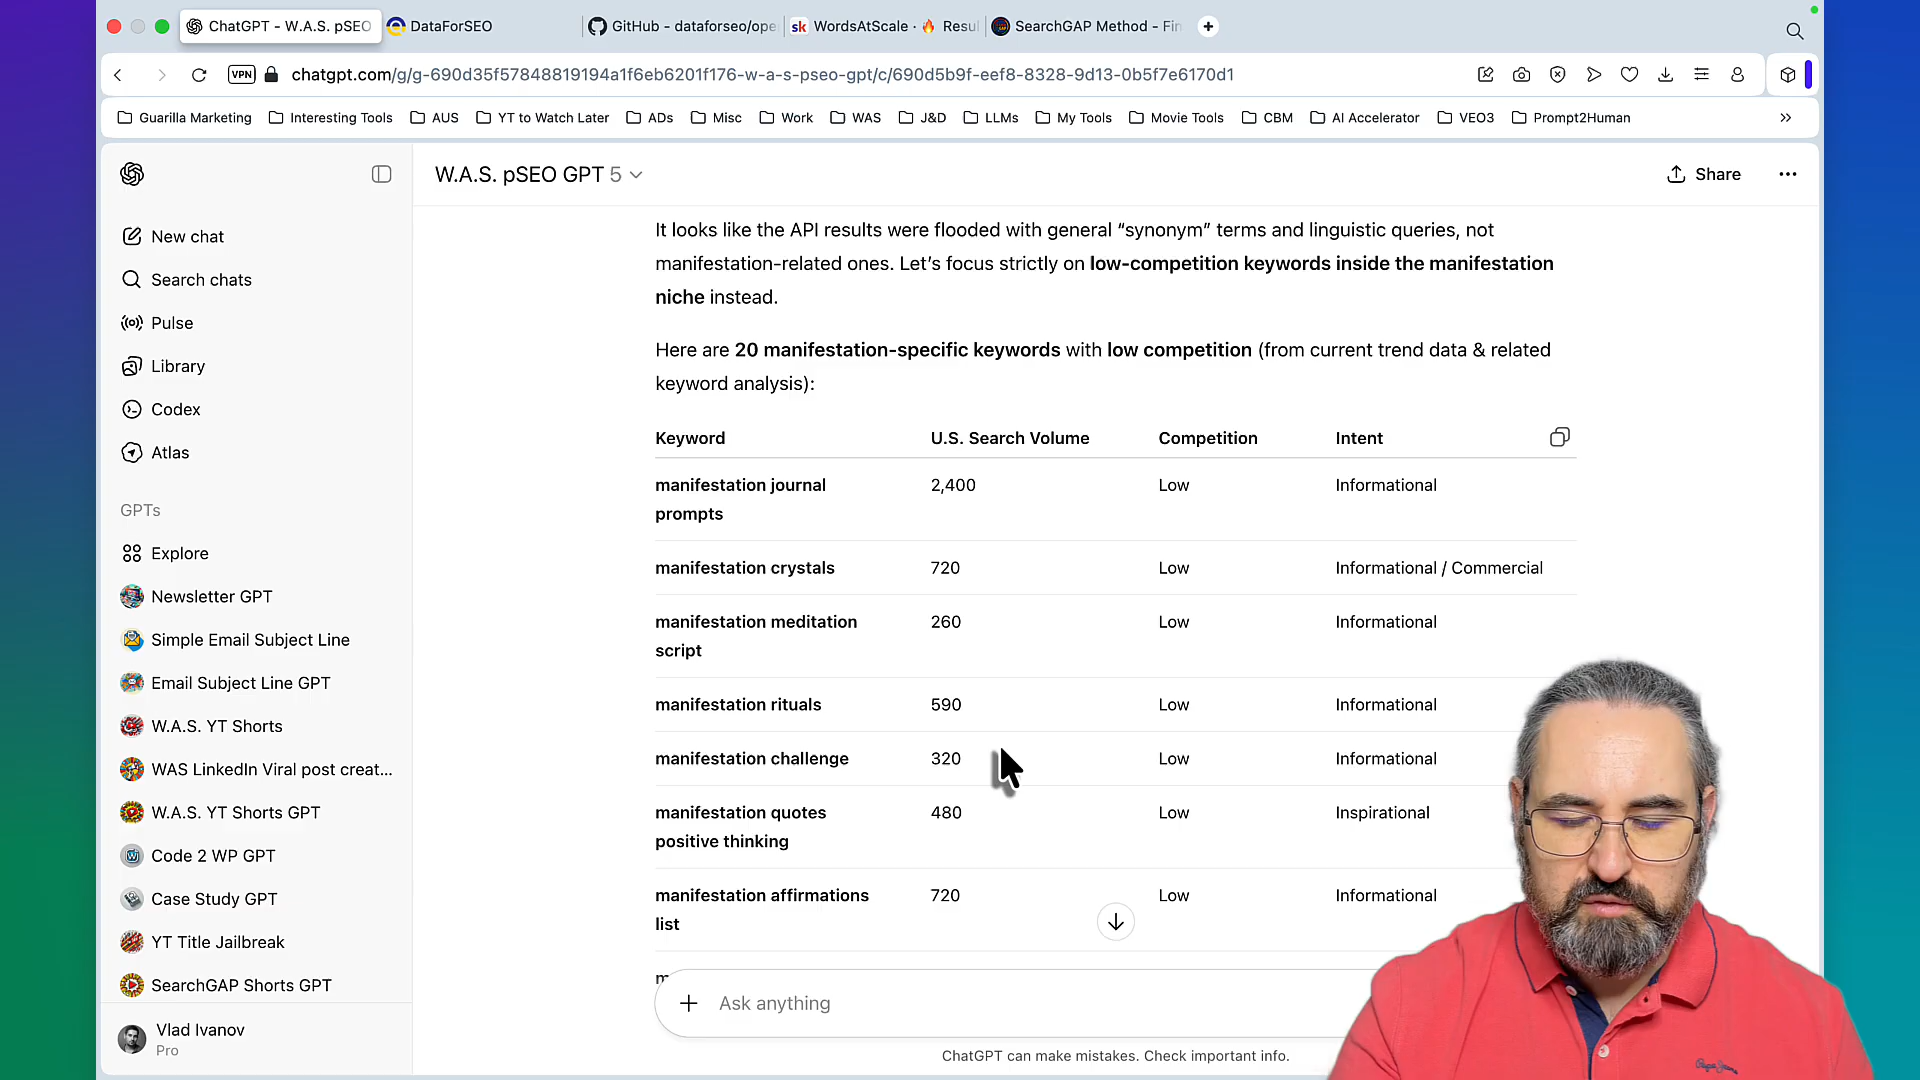 ChatGPT - W.A.S. pSEO
DataForSEO
GitHub - dataforseo/ope
sk WordsAtScale - 🔥 Resu
SearchGAP Method - Fin
VPN chatgpt.com/g/g-690d35f57848819194a1f6eb6201f176-w-a-s-pseo-gpt/c/690d5b9f-eef8-8328-9d13-0b5f7e6170d1
Guarilla Marketing Interesting Tools AUS YT to Watch Later ADs Misc Work WAS J&D LLMs My Tools Movie Tools CBM AI Accelerator VEO3 Prompt2Human
W.A.S. pSEO GPT 5
Share
New chat
Search chats
Pulse
Library
Codex
Atlas
GPTs
Explore
Newsletter GPT
Simple Email Subject Line
Email Subject Line GPT
W.A.S. YT Shorts
WAS LinkedIn Viral post creat...
W.A.S. YT Shorts GPT
Code 2 WP GPT
Case Study GPT
YT Title Jailbreak
SearchGAP Shorts GPT
Vlad Ivanov
Pro
It looks like the API results were flooded with general “synonym” terms and linguistic queries, not
manifestation-related ones. Let’s focus strictly on low-competition keywords inside the manifestation
niche instead.
Here are 20 manifestation-specific keywords with low competition (from current trend data & related
keyword analysis):
Keyword U.S. Search Volume Competition Intent
manifestation journal 2,400 Low Informational
prompts
manifestation crystals 720 Low Informational / Commercial
manifestation meditation 260 Low Informational
script
manifestation rituals 590 Low Informational
manifestation challenge 320 Low Informational
manifestation quotes 480 Low Inspirational
positive thinking
manifestation affirmations 720 Low Informational
list
Ask anything
ChatGPT can make mistakes. Check important info.